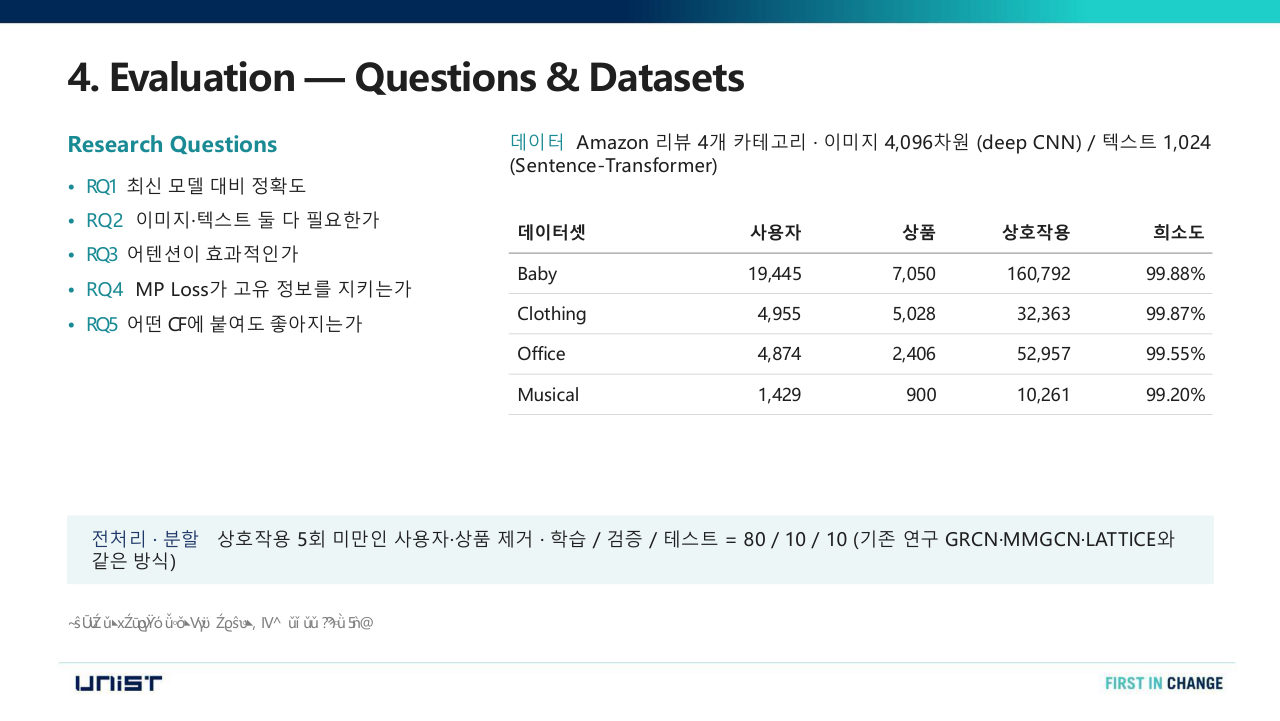 4. Evaluation — Questions & Datasets
Research Questions
• RQ1 최신 모델 대비 정확도
• RQ2 이미지·텍스트 둘 다 필요한가
• RQ3 어텐션이 효과적인가
• RQ4 MP Loss가 고유 정보를 지키는가
• RQ5 어떤 CF에 붙여도 좋아지는가
데이터 Amazon 리뷰 4개 카테고리 · 이미지 4,096차원 (deep CNN) / 텍스트 1,024
(Sentence-Transformer)
데이터셋 사용자 상품 상호작용 희소도
Baby 19,445 7,050 160,792 99.88%
Clothing 4,955 5,028 32,363 99.87%
Office 4,874 2,406 52,957 99.55%
Musical 1,429 900 10,261 99.20%
전처리 · 분할 상호작용 5회 미만인 사용자·상품 제거 · 학습 / 검증 / 테스트 = 80 / 10 / 10 (기존 연구 GRCN·MMGCN·LATTICE와
같은 방식)
UNIST
FIRST IN CHANGE